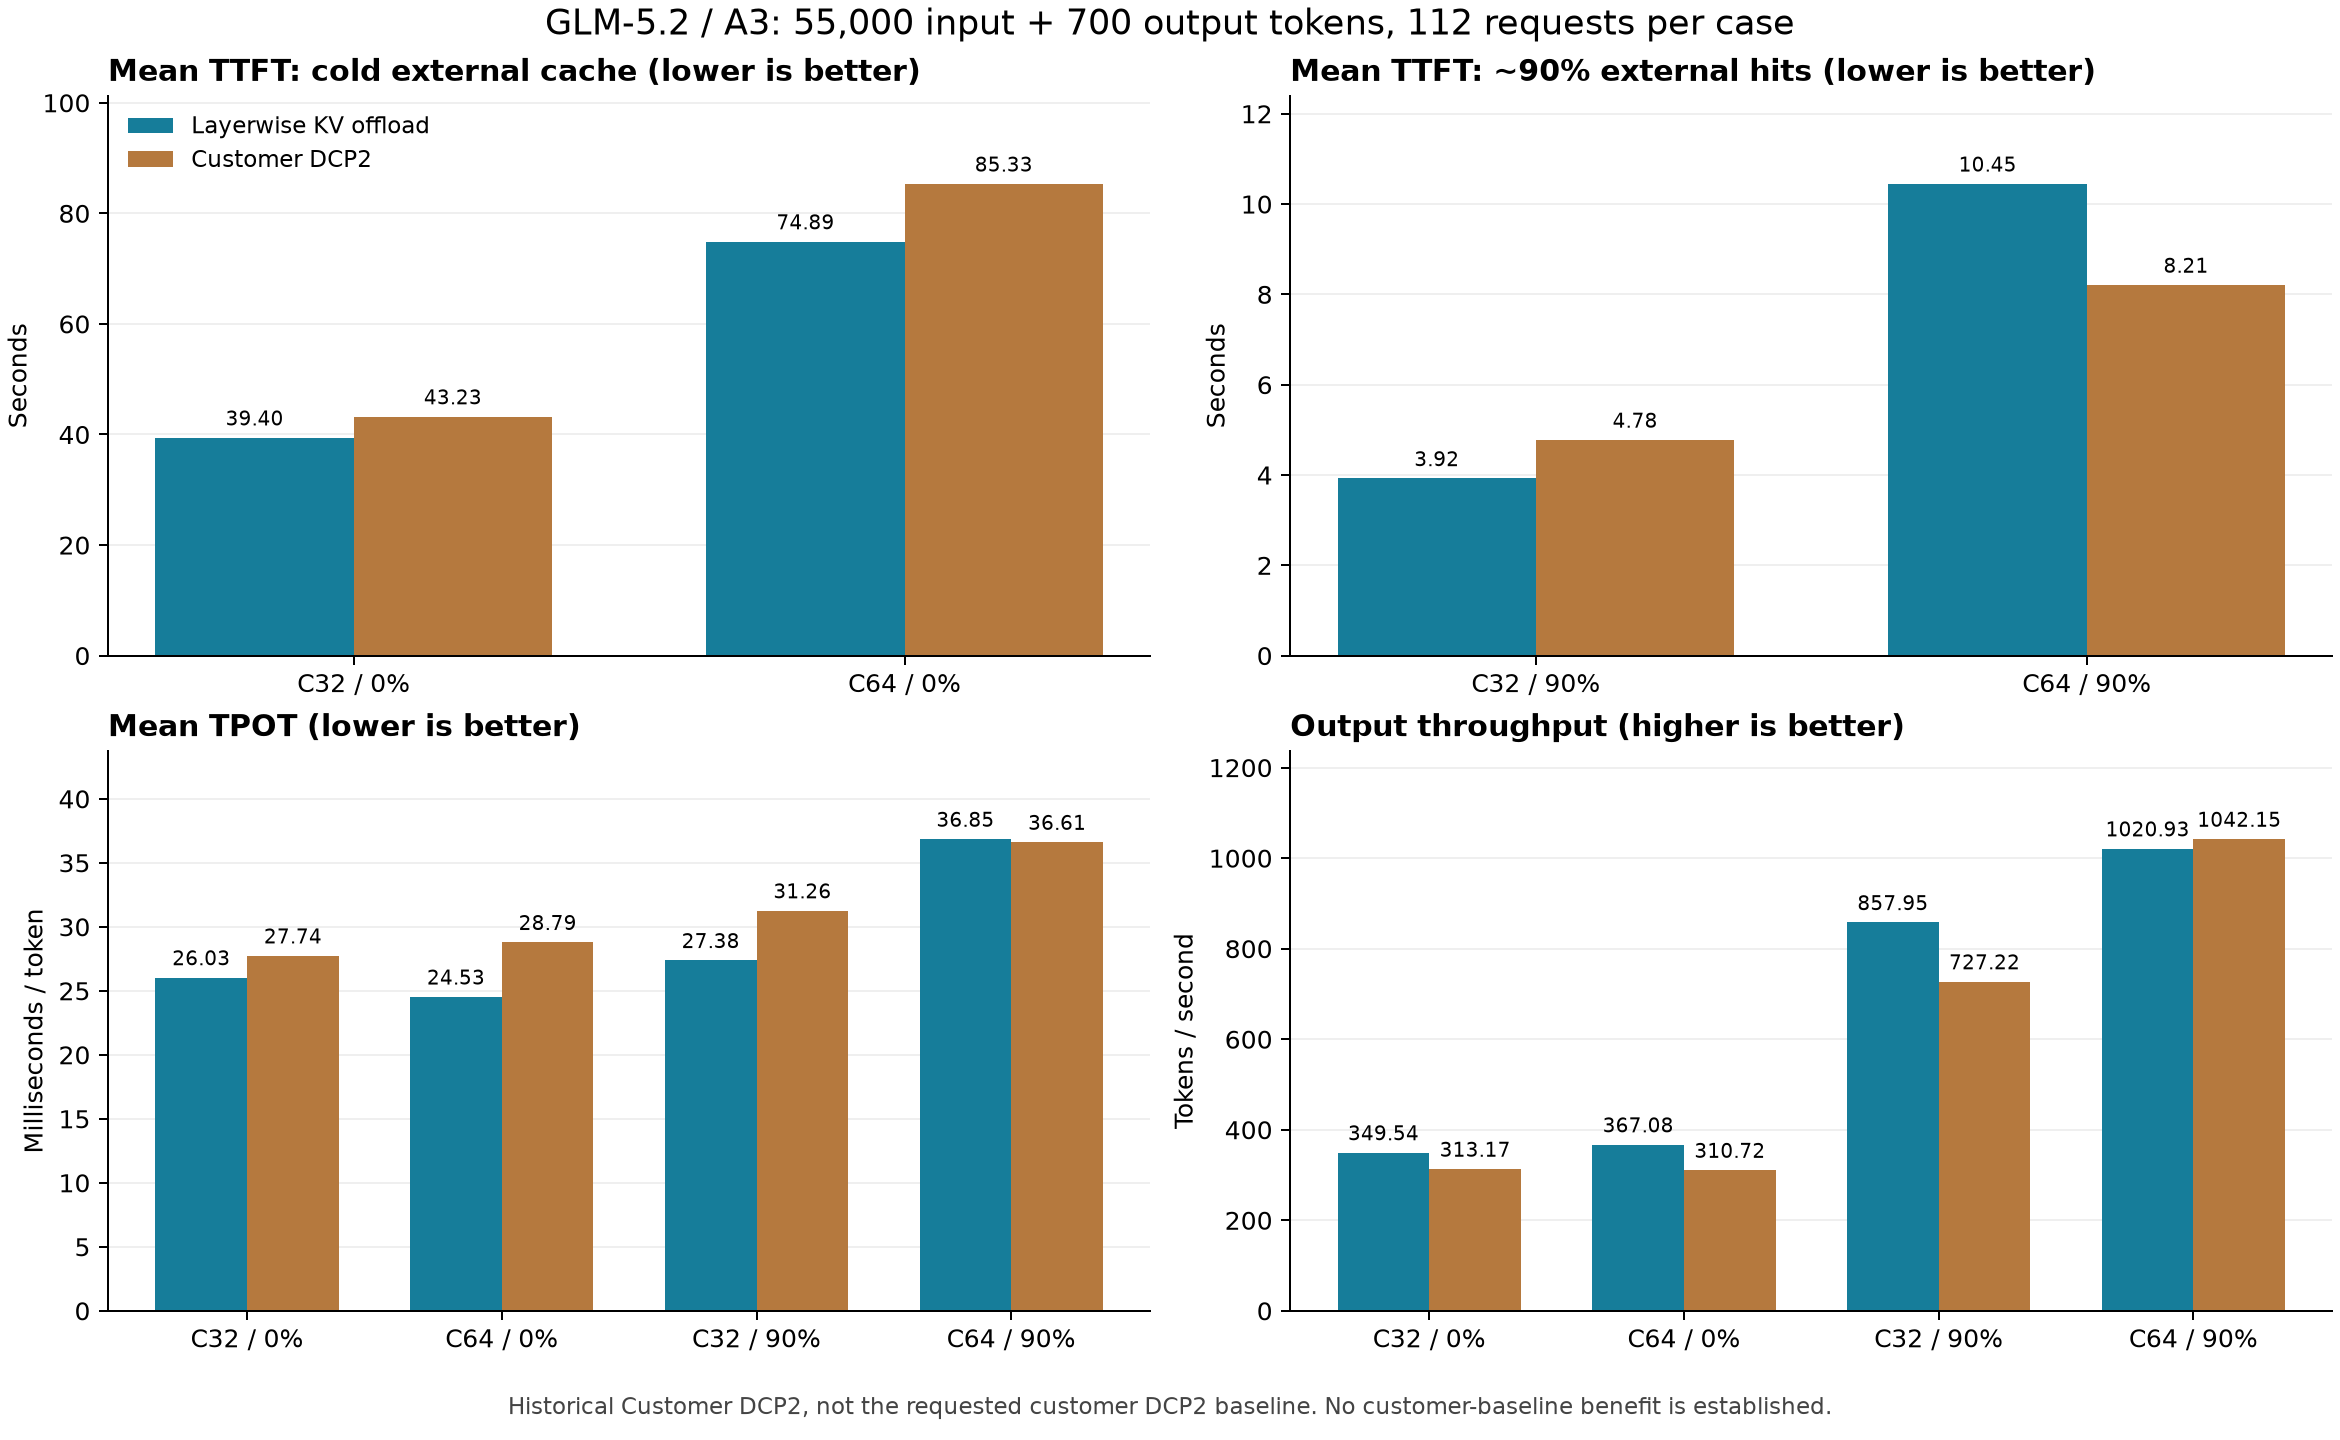 GLM-5.2 / A3: 55,000 input + 700 output tokens, 112 requests per case
Mean TTFT: cold external cache (lower is better)
Seconds
100
80
60
40
20
0
Layerwise KV offload
Customer DCP2
39.40
43.23
74.89
85.33
C32 / 0%
C64 / 0%
Mean TTFT: ~90% external hits (lower is better)
Seconds
12
10
8
6
4
2
0
3.92
4.78
10.45
8.21
C32 / 90%
C64 / 90%
Mean TPOT (lower is better)
Milliseconds / token
40
35
30
25
20
15
10
5
0
26.03
27.74
24.53
28.79
27.38
31.26
36.85
36.61
C32 / 0%
C64 / 0%
C32 / 90%
C64 / 90%
Output throughput (higher is better)
Tokens / second
1200
1000
800
600
400
200
0
349.54
313.17
367.08
310.72
857.95
727.22
1020.93
1042.15
C32 / 0%
C64 / 0%
C32 / 90%
C64 / 90%
Historical Customer DCP2, not the requested customer DCP2 baseline. No customer-baseline benefit is established.